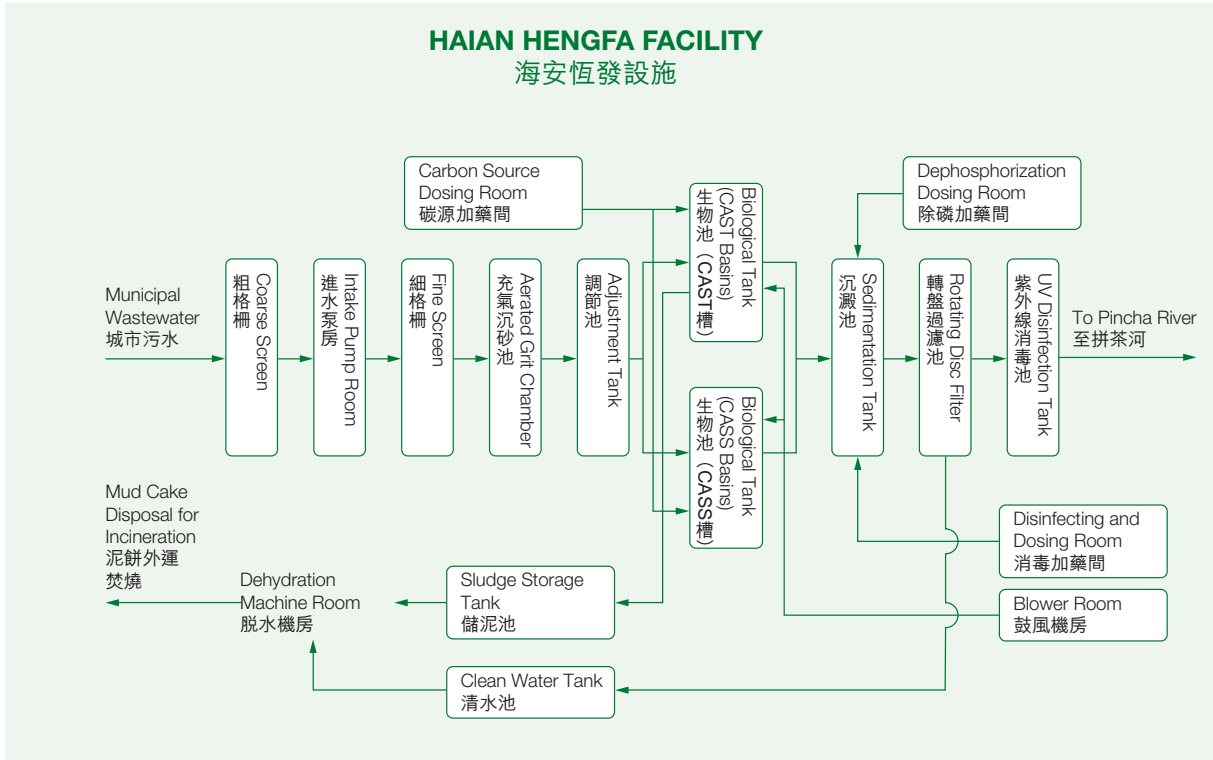 HAIAN HENGFA FACILITY
海安恆發設施
Carbon Source
Dosing Room
碳源加藥間
Biological Tank
(CAST Basins)
生物池（CAST槽）
Dephosphorization
Dosing Room
除磷加藥間
Municipal
Wastewater
城市污水
Coarse Screen
粗格柵
Intake Pump Room
進水泵房
Fine Screen
細格柵
Aerated Grit Chamber
氣沉砂池
Adjustment Tank
調節池
Biological Tank
(CASS Basins)
生物池（CASS槽）
Sedimentation Tank
沉澱池
Rotating Disc Filter
轉盤過濾池
UV Disinfection Tank
紫外線消毒池
To Pincha River
至拼茶河
Mud Cake
Disposal for
Incineration
泥餅外運
焚燒
Dehydration
Machine Room
脱水機房
Sludge Storage
Tank
儲泥池
Clean Water Tank
清水池
Disinfecting and
Dosing Room
消毒加藥間
Blower Room
鼓風機房